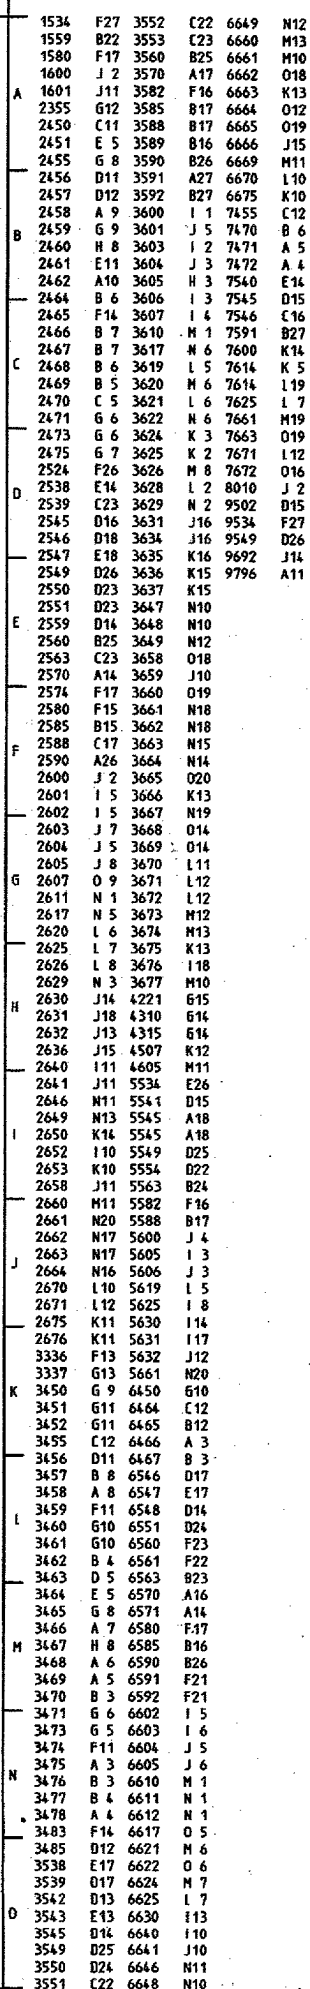 1534 F27 3552 C22 6649 N12
1559 B22 3553 C23 6660 M13
1580 F17 3560 B25 6661 M10
1600 J 2 3570 A17 6662 O18
A 1601 J11 3582 F16 6663 K13
2355 G12 3585 B17 6664 O12
2450 C11 3588 B17 6665 O19
2451 E 5 3589 B16 6666 J15
2455 G 8 3590 B26 6669 M11
2456 D11 3591 A27 6670 L10
2457 D12 3592 B27 6675 K10
2458 A 9 3600 I 1 7455 C12
B 2459 G 9 3601 J 5 7470 B 6
2460 H 8 3603 I 2 7471 A 5
2461 E11 3604 J 3 7472 A 4
2462 A10 3605 H 3 7540 E14
2464 B 6 3606 I 3 7545 D15
2465 F14 3607 I 4 7546 C16
2466 B 7 3610 M 1 7591 B27
2467 B 7 3617 N 6 7600 K14
C 2468 B 6 3619 L 5 7614 K 5
2469 B 5 3620 M 6 7614 L19
2470 C 5 3621 L 6 7625 L 7
2471 G 6 3622 N 6 7661 M19
2473 G 6 3624 K 3 7663 O19
2475 G 7 3625 K 2 7671 L12
2524 F26 3626 M 8 7672 O16
D 2538 E14 3628 L 2 8010 J 2
2539 C23 3629 N 2 9502 D15
2545 D16 3631 J16 9534 F27
2546 D18 3634 J16 9549 D26
2547 E18 3635 K16 9692 J14
2549 D26 3636 K15 9796 A11
2550 D23 3637 K15
2551 D23 3647 N10
E 2559 D14 3648 N10
2560 B25 3649 N12
2563 C23 3658 O18
2570 A14 3659 J10
2574 F17 3660 O19
2580 F15 3661 N18
2585 B15 3662 N18
F 2588 C17 3663 N15
2590 A26 3664 N14
2600 J 2 3665 O20
2601 I 5 3666 K13
2602 I 5 3667 N19
2603 J 7 3668 O14
2604 J 5 3669 O14
G 2605 J 8 3670 L11
2607 O 9 3671 L12
2611 N 1 3672 L12
2617 N 5 3673 M12
2620 L 6 3674 M13
2625 L 7 3675 K13
2626 L 8 3676 I18
2629 N 3 3677 M10
H 2630 J14 4221 G15
2631 J18 4310 G14
2632 J13 4315 G14
2636 J15 4507 K12
2640 I11 4605 M11
2641 J11 5534 E26
2646 N11 5541 D15
I 2649 N13 5545 A18
2650 K14 5545 A18
2652 I10 5549 D25
2653 K10 5554 D22
2658 J11 5563 B24
2660 M11 5582 F16
2661 N20 5588 B17
2662 N17 5600 J 4
J 2663 N17 5605 I 3
2664 N16 5606 J 3
2670 L10 5619 L 5
2671 L12 5625 I 8
2675 K11 5630 I14
2676 K11 5631 I17
3336 F13 5632 J12
3337 G13 5661 N20
K 3450 G 9 6450 G10
3451 G11 6464 C12
3452 G11 6465 B12
3455 C12 6466 A 3
3456 D11 6467 B 3
3457 B 8 6546 D17
3458 A 8 6547 E17
L 3459 F11 6548 D14
3460 G10 6551 D24
3461 G10 6560 F23
3462 B 4 6561 F22
3463 D 5 6563 B23
3464 E 5 6570 A16
3465 G 8 6571 A14
3466 A 7 6580 F17
M 3467 H 8 6585 B16
3468 A 6 6590 B26
3469 A 5 6591 F21
3470 B 3 6592 F21
3471 G 6 6602 I 5
3473 G 5 6603 I 6
3474 F11 6604 J 5
N 3475 A 3 6605 J 6
3476 B 3 6610 M 1
3477 B 4 6611 N 1
3478 A 4 6612 N 1
3483 F14 6617 O 5
3485 D12 6621 M 6
3538 E17 6622 O 6
3539 O17 6624 M 7
3542 D13 6625 L 7
O 3543 E13 6630 I13
3545 D14 6640 I10
3549 D25 6641 J10
3550 D24 6646 N11
3551 C22 6648 N10